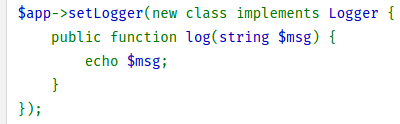 $app->setLogger(new class implements Logger {
    public function log(string $msg) {
        echo $msg;
    }
});